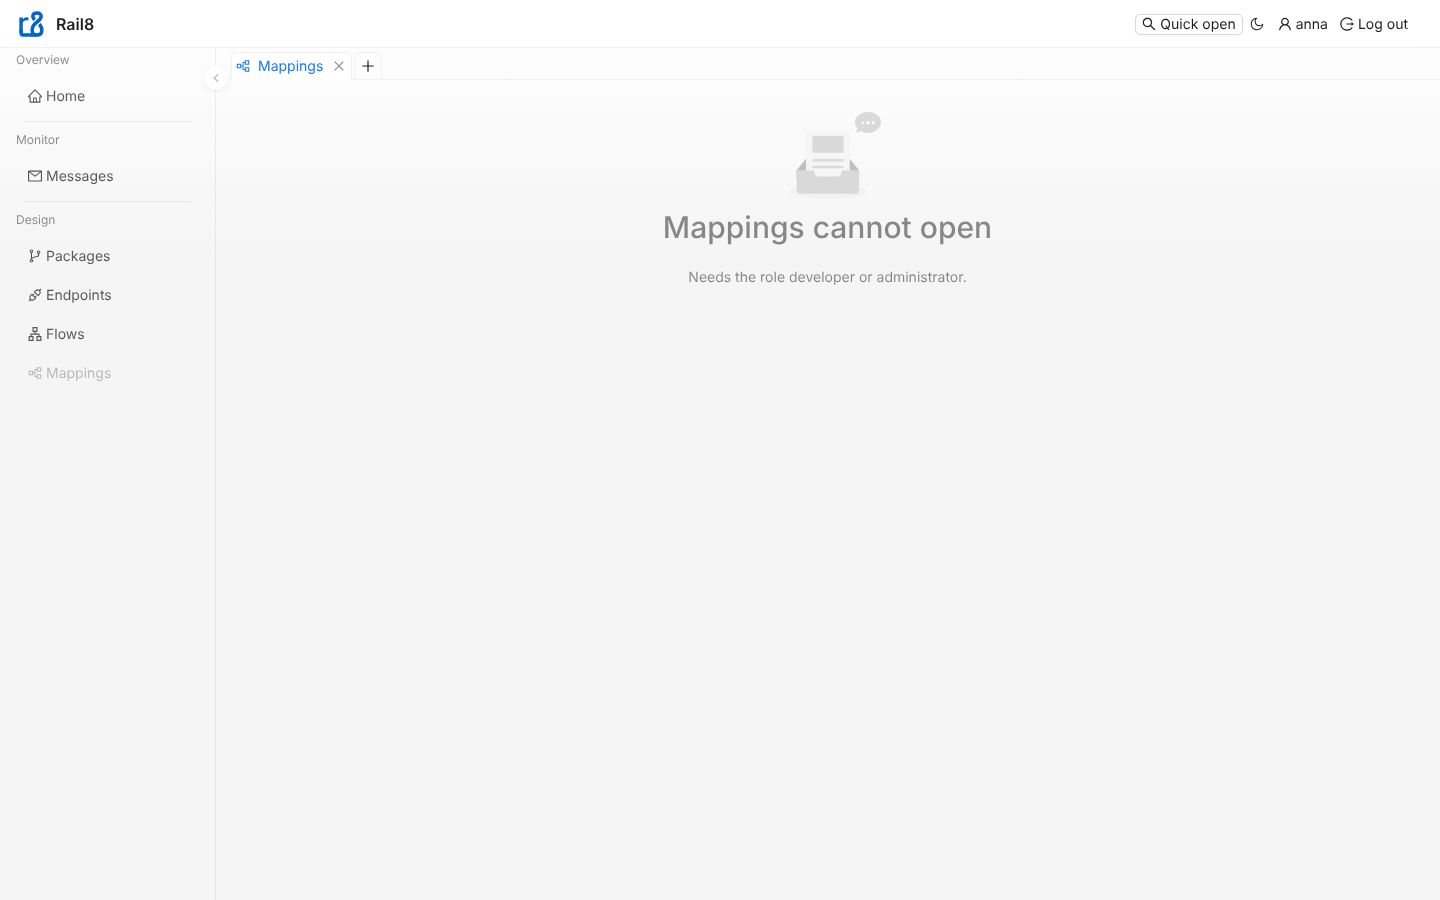 r8 Rail8
Quick open
anna
Log out
Overview
Home
Monitor
Messages
Design
Packages
Endpoints
Flows
Mappings
Mappings
Mappings cannot open
Needs the role developer or administrator.